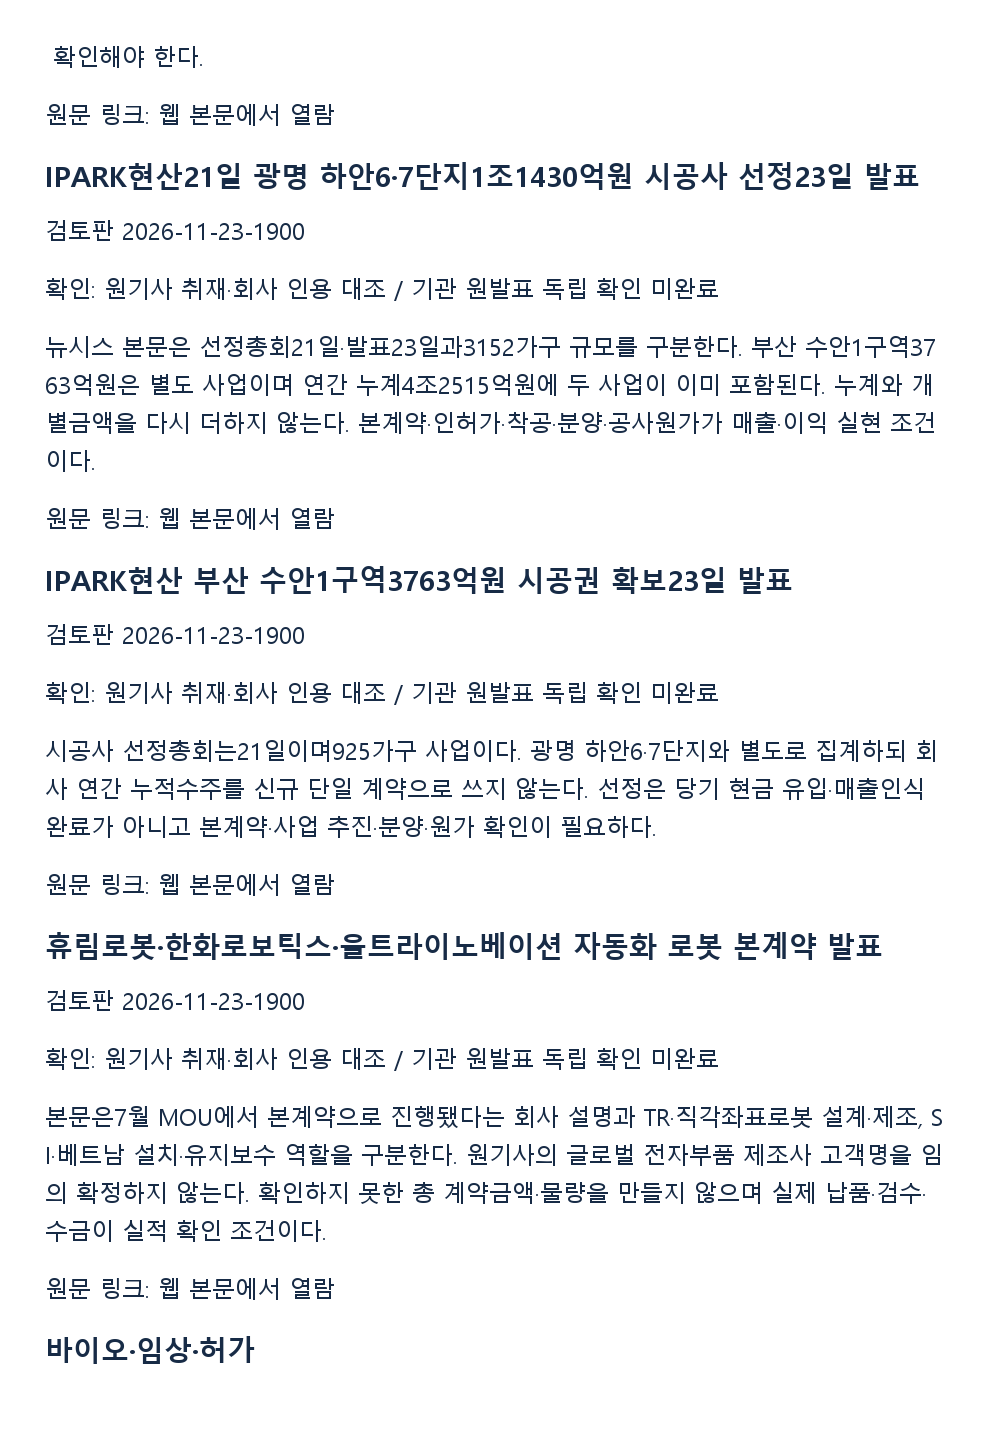 확인해야 한다.
원문 링크: 웹 본문에서 열람
IPARK현산21일 광명 하안6·7단지1조1430억원 시공사 선정23일 발표
검토판 2026-11-23-1900
확인: 원기사 취재·회사 인용 대조 / 기관 원발표 독립 확인 미완료
뉴시스 본문은 선정총회21일·발표23일과3152가구 규모를 구분한다. 부산 수안1구역37
63억원은 별도 사업이며 연간 누계4조2515억원에 두 사업이 이미 포함된다. 누계와 개
별금액을 다시 더하지 않는다. 본계약·인허가·착공·분양·공사원가가 매출·이익 실현 조건
이다.
원문 링크: 웹 본문에서 열람
IPARK현산 부산 수안1구역3763억원 시공권 확보23일 발표
검토판 2026-11-23-1900
확인: 원기사 취재·회사 인용 대조 / 기관 원발표 독립 확인 미완료
시공사 선정총회는21일이며925가구 사업이다. 광명 하안6·7단지와 별도로 집계하되 회
사 연간 누적수주를 신규 단일 계약으로 쓰지 않는다. 선정은 당기 현금 유입·매출인식
완료가 아니고 본계약·사업 추진·분양·원가 확인이 필요하다.
원문 링크: 웹 본문에서 열람
휴림로봇·한화로보틱스·울트라이노베이션 자동화 로봇 본계약 발표
검토판 2026-11-23-1900
확인: 원기사 취재·회사 인용 대조 / 기관 원발표 독립 확인 미완료
본문은7월 MOU에서 본계약으로 진행됐다는 회사 설명과 TR·직각좌표로봇 설계·제조, S
I·베트남 설치·유지보수 역할을 구분한다. 원기사의 글로벌 전자부품 제조사 고객명을 임
의 확정하지 않는다. 확인하지 못한 총 계약금액·물량을 만들지 않으며 실제 납품·검수·
수금이 실적 확인 조건이다.
원문 링크: 웹 본문에서 열람
바이오·임상·허가